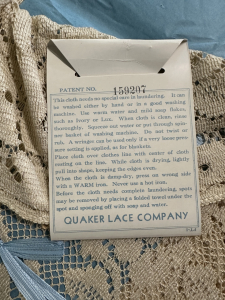 PATENT NO. 159207
This cloth needs no special care in laundering. It can
be washed either by hand or in a good washing
machine. Use warm water and mild soap flakes,
such as Ivory or Lux. When cloth is clean, rinse
thoroughly. Squeeze out water or put through spin-
ner basket of washing machine. Do not twist or
rub. A wringer can be used only if a very loose pres-
sure setting is applied, as for blankets.
Place cloth over clothes line with center of cloth
resting on the line. While cloth is drying, lightly
pull into shape, keeping the edges even.
When the cloth is damp-dry, press on wrong side
with a WARM iron. Never use a hot iron.
Before the cloth needs complete laundering, spots
may be removed by placing a folded towel under the
spot and sponging off with soap and water.
QUAKER LACE COMPANY